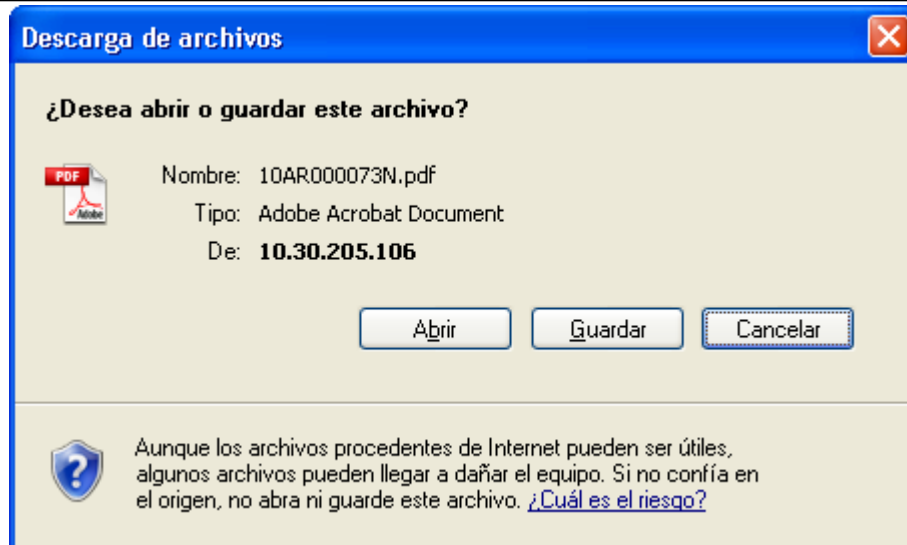 Descarga de archivos
¿Desea abrir o guardar este archivo?
PDF
Adobe
Nombre: 10AR000073N.pdf
Tipo: Adobe Acrobat Document
De: 10.30.205.106
Abrir Guardar Cancelar
Aunque los archivos procedentes de Internet pueden ser útiles,
algunos archivos pueden llegar a dañar el equipo. Si no confía en
el origen, no abra ni guarde este archivo. ¿Cuál es el riesgo?